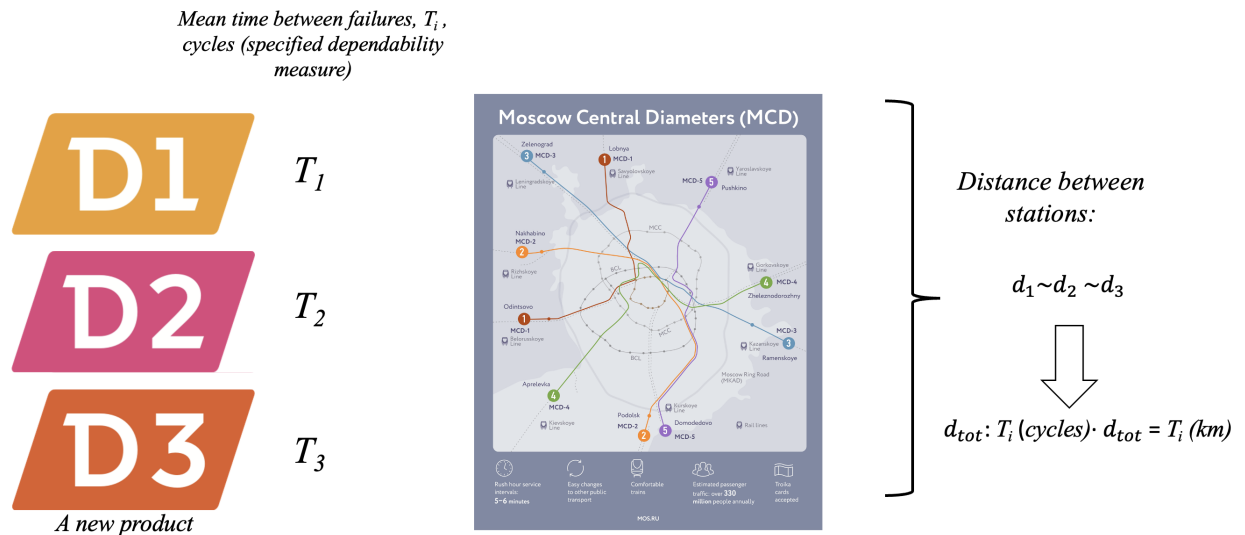 Mean time between failures, Tᵢ ,
cycles (specified dependability
measure)
D1
T₁
D2
T₂
D3
T₃
A new product
Moscow Central Diameters (MCD)
Zelenograd
3 MCD-3
Lobnya
1 MCD-1
Savyolovskaya
Line
Leningradskoye
Line
Yaroslavskoye
Line
MCD-5 5
Pushkino
Nakhabino
MCD-2
2
MCC
Rizhskoye
Line
BCL
Gorkovskoye
Line
4 MCD-4
Zheleznodorozhny
Odintsovo
1
MCD-1
Belorusskoye
Line
MCC
BCL
MCD-3
3
Kazanskoye
Line
Ramenskoye
Moscow Ring Road
(MKAD)
Aprelevka
4
MCD-4
Kievskoye
Line
Podolsk
MCD-2
2
Kurskoye
Line
Domodedovo
5 MCD-5
Rail lines
Rush hour service
intervals:
5–6 minutes
Easy changes
to other public
transport
Comfortable
trains
Estimated passenger
traffic: over 330
million people annually
Troika
cards
accepted
MOS.RU
Distance between
stations:
d₁~d₂ ~d₃
d_tot: Tᵢ (cycles)· d_tot = Tᵢ (km)